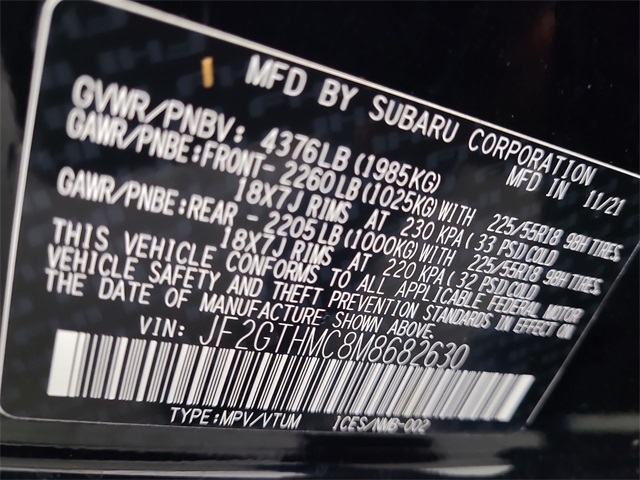 MFD BY SUBARU CORPORATION
GVWR/PNBV: 4376LB (1985KG) MFD IN 11/21
GAWR/PNBE:FRONT- 2260LB (1025KG) WITH 225/55R18 98H TIRES
18X7J RIMS AT 230 KPA ( 33 PSI) COLD
GAWR/PNBE:REAR - 2205LB (1000KG) WITH 225/55R18 98H TIRES
18X7J RIMS AT 220 KPA ( 32 PSI) COLD
THIS VEHICLE CONFORMS TO ALL APPLICABLE FEDERAL MOTOR
VEHICLE SAFETY AND THEFT PREVENTION STANDARDS IN EFFECT ON
THE DATE OF MANUFACTURE SHOWN ABOVE.
VIN: JF2GTHMC8M8682630
TYPE:MPV/VTUM ICES/NMB-002